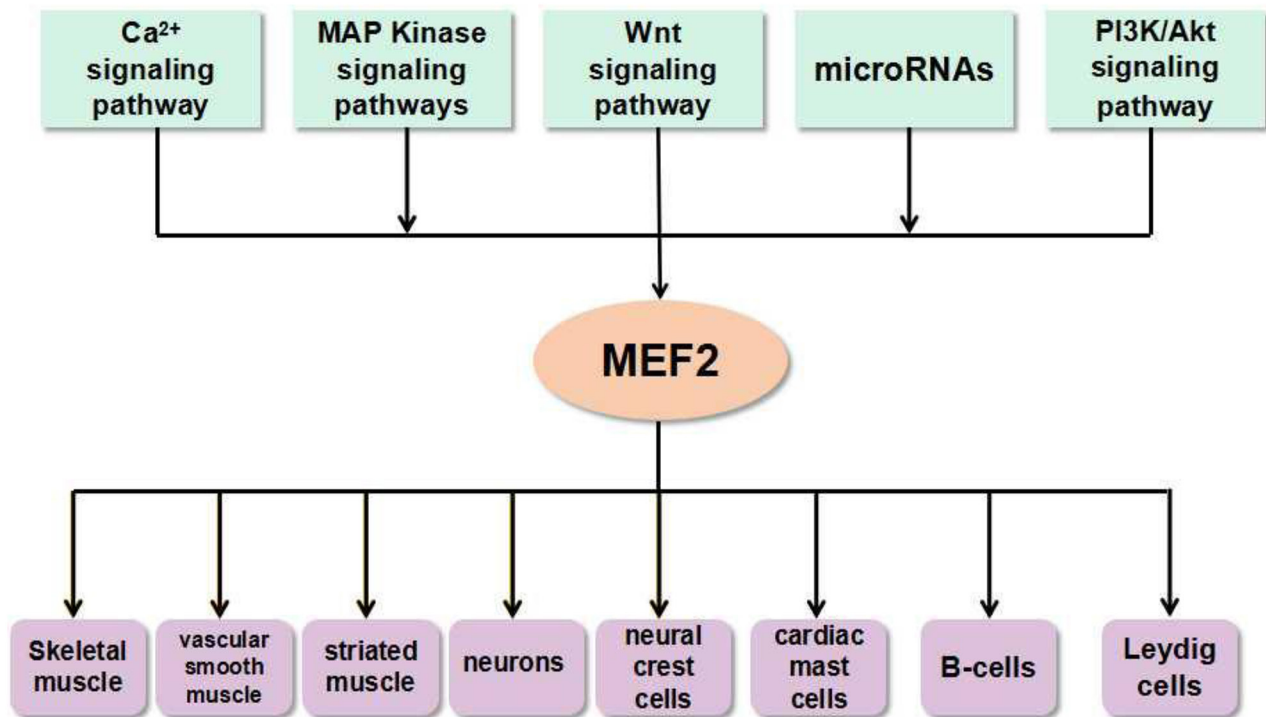 Ca²⁺
signaling
pathway
MAP Kinase
signaling
pathways
Wnt
signaling
pathway
microRNAs
PI3K/Akt
signaling
pathway
MEF2
Skeletal
muscle
vascular
smooth
muscle
striated
muscle
neurons
neural
crest
cells
cardiac
mast
cells
B-cells
Leydig
cells